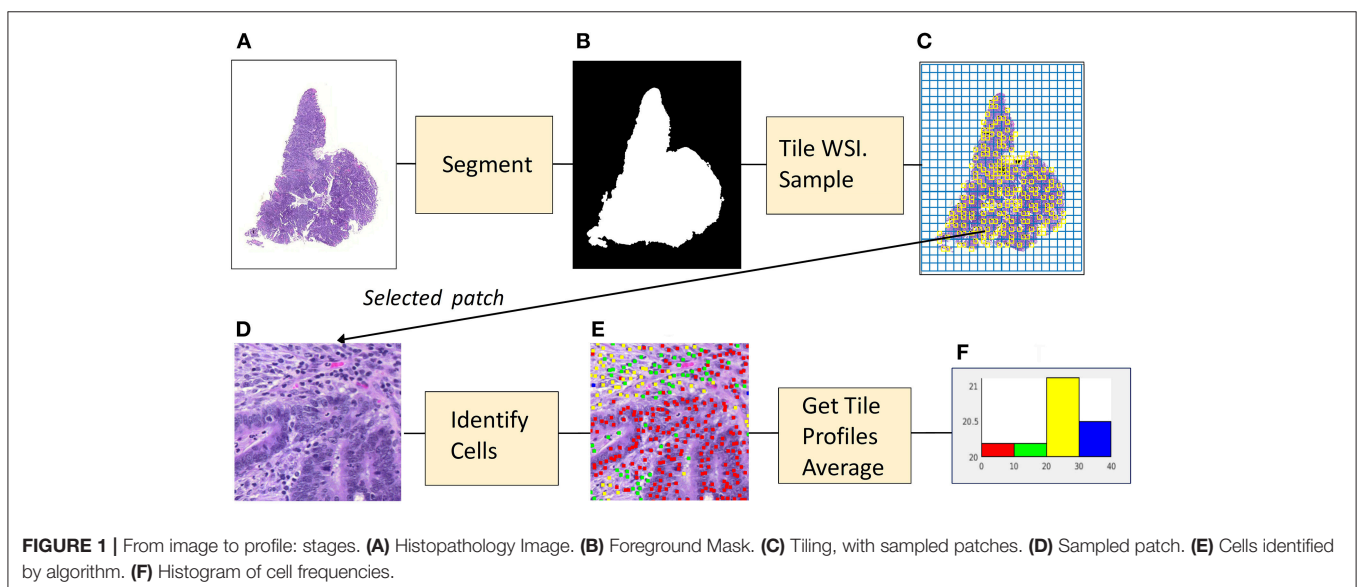 A
B
C
Segment
Tile WSI.
Sample
Selected patch
D
E
F
Identify
Cells
Get Tile
Profiles
Average
21
20.5
20
0 10 20 30 40
FIGURE 1 | From image to profile: stages. (A) Histopathology Image. (B) Foreground Mask. (C) Tiling, with sampled patches. (D) Sampled patch. (E) Cells identified
by algorithm. (F) Histogram of cell frequencies.